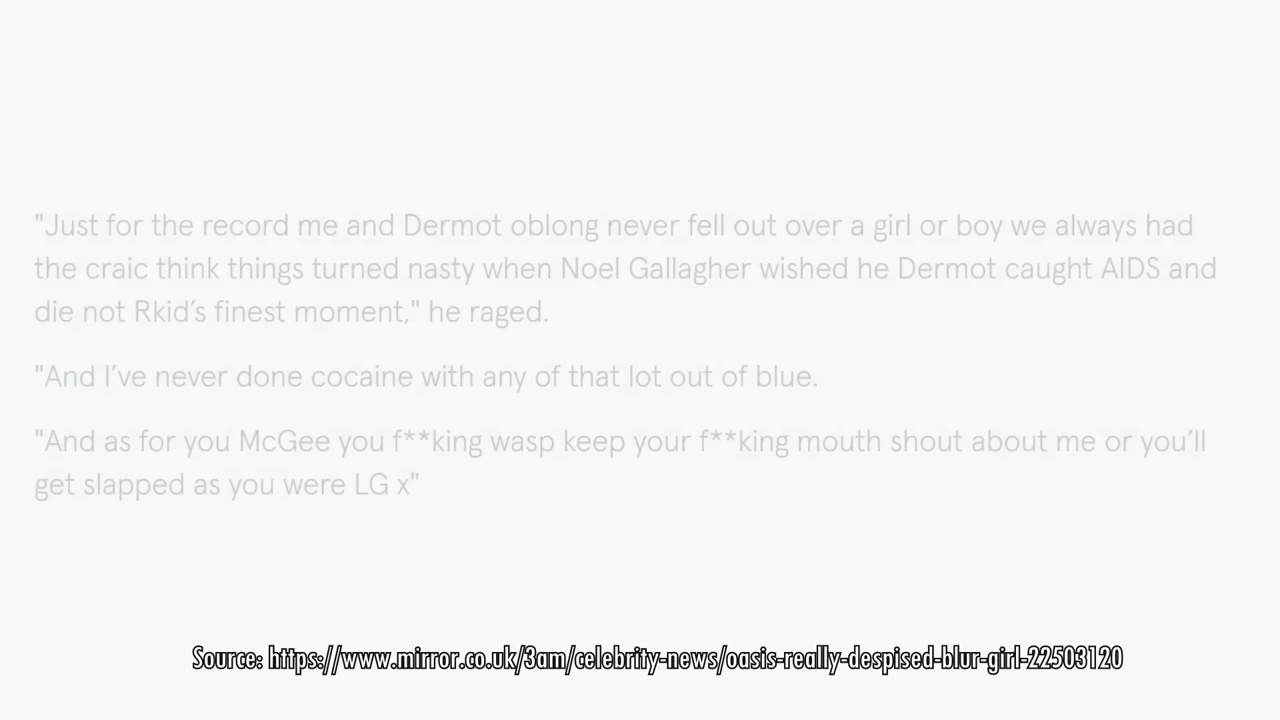 "Just for the record me and Dermot oblong never fell out over a girl or boy we always had
the craic think things turned nasty when Noel Gallagher wished he Dermot caught AIDS and
die not Rkid’s finest moment," he raged.
"And I’ve never done cocaine with any of that lot out of blue.
"And as for you McGee you f**king wasp keep your f**king mouth shout about me or you’ll
get slapped as you were LG x"
Source: https://www.mirror.co.uk/3am/celebrity-news/oasis-really-despised-blur-girl-22503120